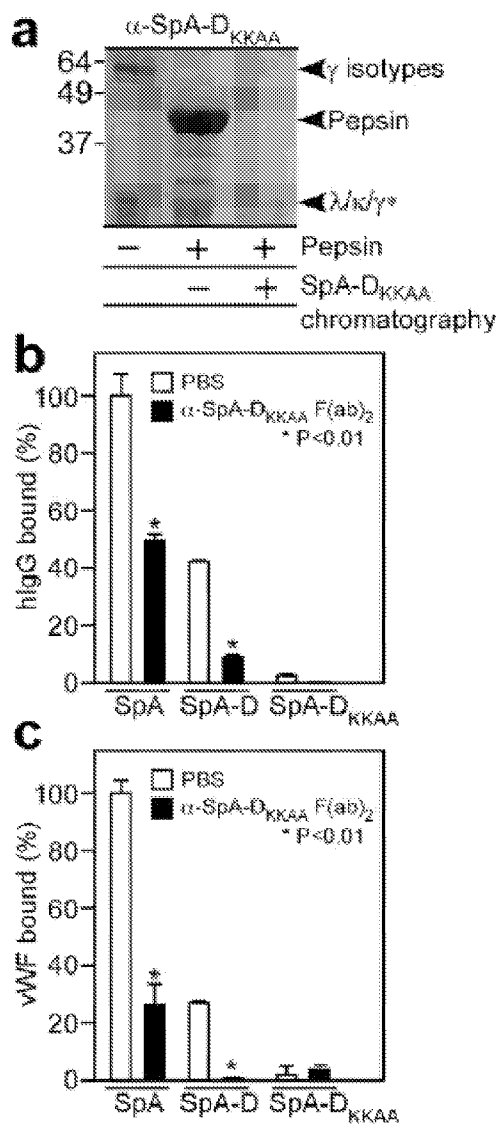 a
α-SpA-DKKAA
64
49
37
γ isotypes
Pepsin
λ/κ/γ*
− + + Pepsin
− + SpA-DKKAA
chromatography
b
PBS
α-SpA-DKKAA F(ab)2
* P<0.01
hIgG bound (%)
100
80
60
40
20
0
*
*
SpA SpA-D SpA-DKKAA
c
PBS
α-SpA-DKKAA F(ab)2
* P<0.01
vWF bound (%)
100
80
60
40
20
0
*
*
SpA SpA-D SpA-DKKAA